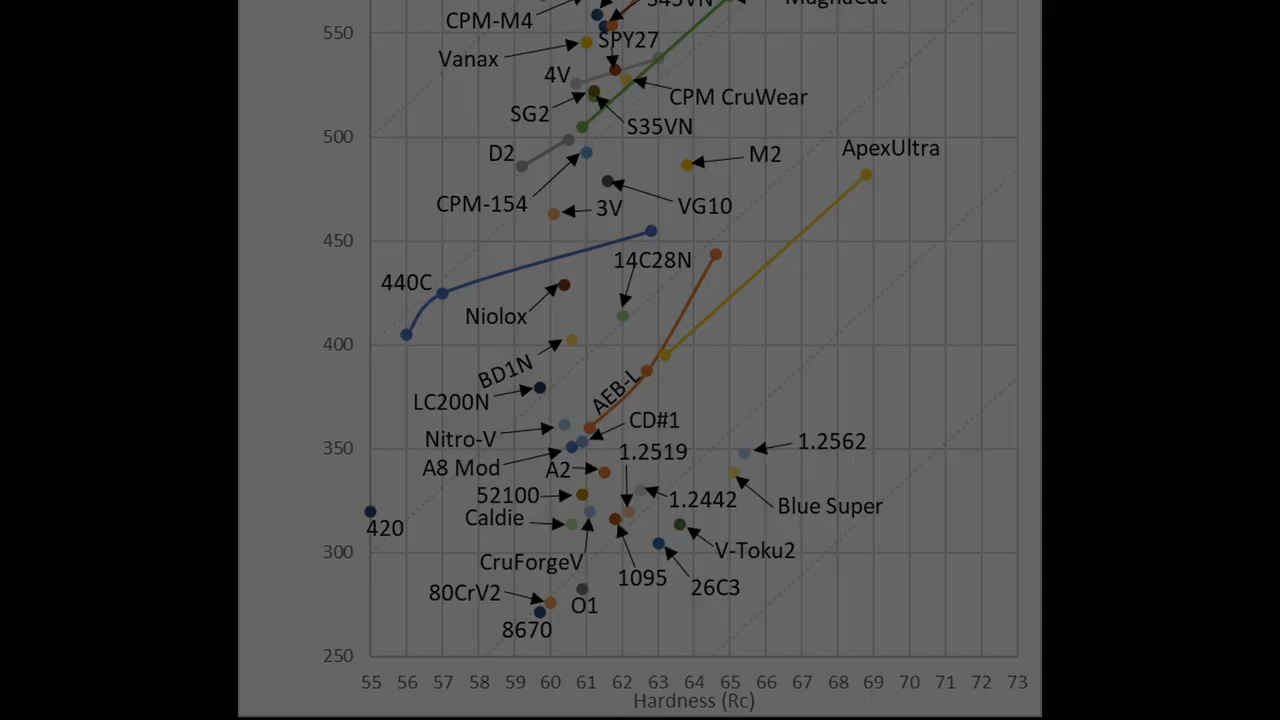 S45VN
MagnaCut
CPM-M4
550
SPY27
Vanax
4V
CPM CruWear
SG2
S35VN
500
ApexUltra
D2
M2
CPM-154
3V
VG10
450
14C28N
440C
Niolox
400
BD1N
AEB-L
LC200N
CD#1
Nitro-V
350
1.2562
1.2519
A8 Mod
A2
52100
1.2442
Blue Super
Caldie
420
300
V-Toku2
CruForgeV
1095
26C3
80CrV2
O1
8670
250
55 56 57 58 59 60 61 62 63 64 65 66 67 68 69 70 71 72 73
Hardness (Rc)